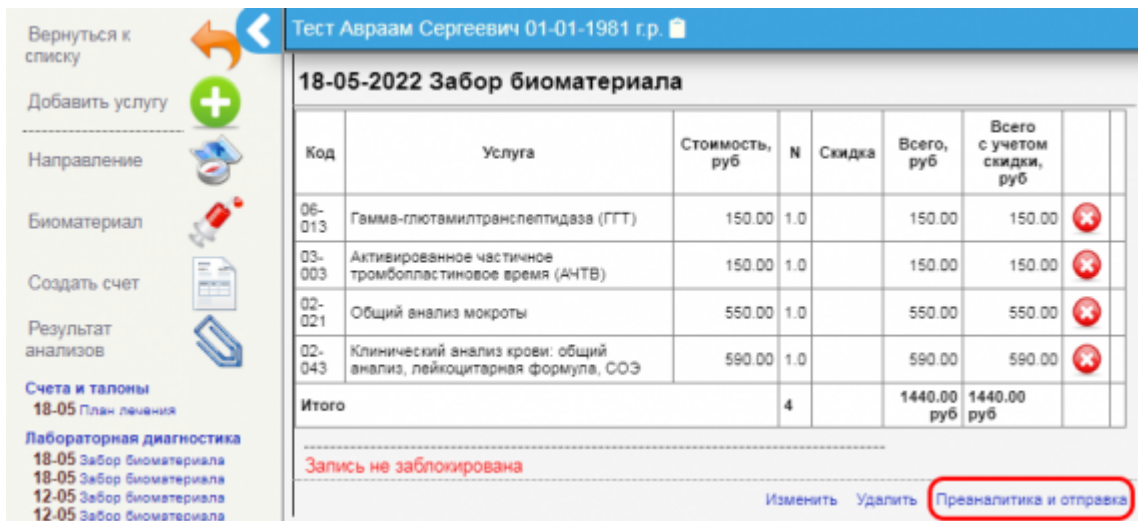 Вернуться к
списку
Добавить услугу
Направление
Биоматериал
Создать счет
Результат
анализов
Счета и талоны
18-05 План лечения
Лабораторная диагностика
18-05 Забор биоматериала
18-05 Забор биоматериала
12-05 Забор биоматериала
12-05 Забор биоматериала
Тест Авраам Сергеевич 01-01-1981 г.р.
18-05-2022 Забор биоматериала
Код Услуга Стоимость, руб N Скидка Всего, руб Всего с учетом скидки, руб
06-013 Гамма-глютамилтранспептидаза (ГГТ) 150.00 1.0 150.00 150.00
03-003 Активированное частичное тромбопластиновое время (АЧТВ) 150.00 1.0 150.00 150.00
02-021 Общий анализ мокроты 550.00 1.0 550.00 550.00
02-043 Клинический анализ крови: общий анализ, лейкоцитарная формула, СОЭ 590.00 1.0 590.00 590.00
Итого 4 1440.00 руб 1440.00 руб
Запись не заблокирована
Изменить Удалить Преаналитика и отправка